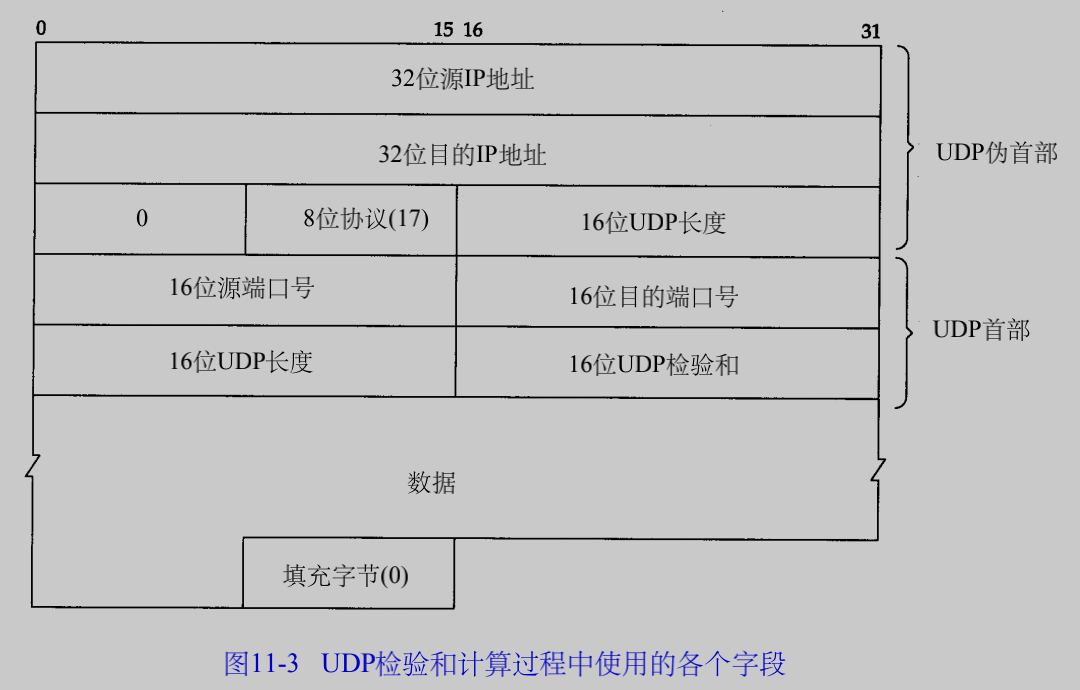 0 15 16 31
32位源IP地址
32位目的IP地址
UDP伪首部
0 8位协议(17) 16位UDP长度
16位源端口号 16位目的端口号
UDP首部
16位UDP长度 16位UDP检验和
数据
填充字节(0)
图11-3 UDP检验和计算过程中使用的各个字段